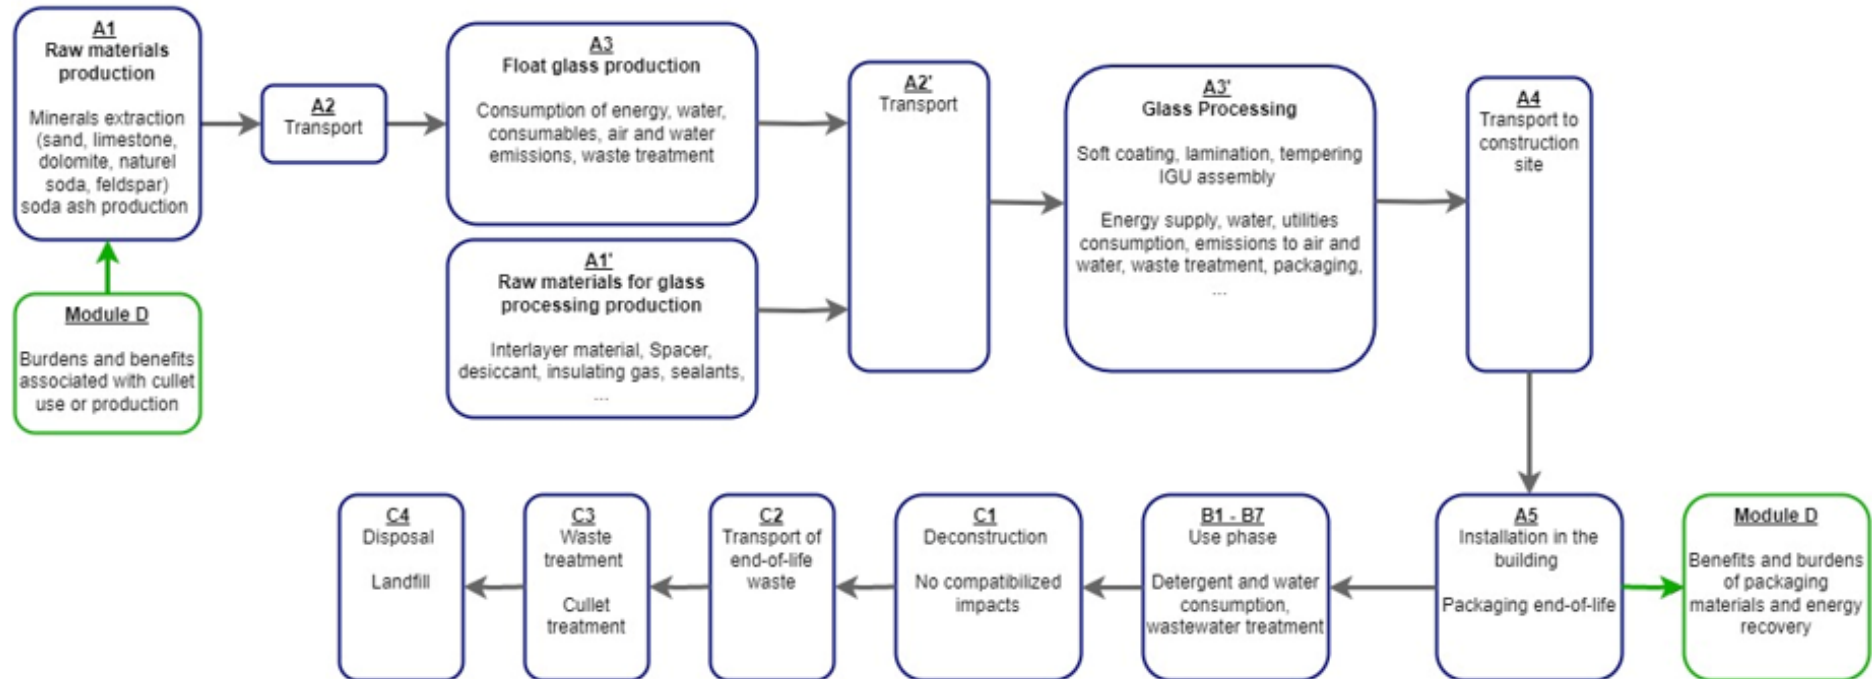 A1
Raw materials
production
Minerals extraction
(sand, limestone,
dolomite, naturel
soda, feldspar)
soda ash production
A2
Transport
A3
Float glass production
Consumption of energy, water,
consumables, air and water
emissions, waste treatment
A1'
Raw materials for glass
processing production
Interlayer material, Spacer,
desiccant, insulating gas, sealants,
...
A2'
Transport
A3'
Glass Processing
Soft coating, lamination, tempering
IGU assembly
Energy supply, water, utilities
consumption, emissions to air and
water, waste treatment, packaging,
...
A4
Transport to
construction
site
Module D
Burdens and benefits
associated with cullet
use or production
C4
Disposal
Landfill
C3
Waste
treatment
Cullet
treatment
C2
Transport of
end-of-life
waste
C1
Deconstruction
No compatibilized
impacts
B1 - B7
Use phase
Detergent and water
consumption,
wastewater treatment
A5
Installation in the
building
Packaging end-of-life
Module D
Benefits and burdens
of packaging
materials and energy
recovery